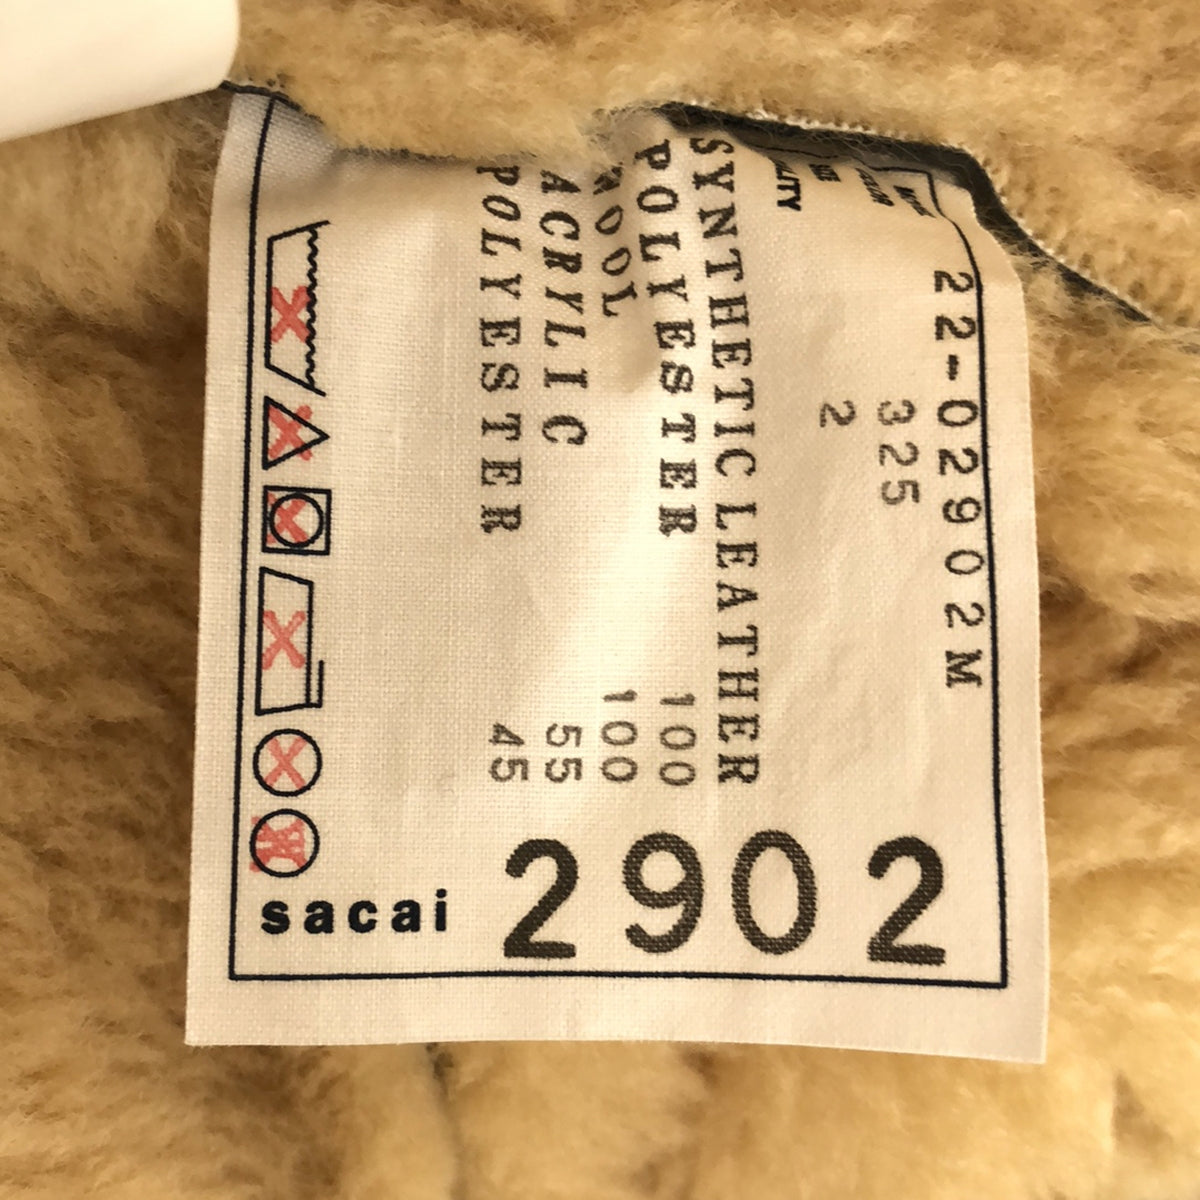 22-02902M
325
2
SYNTHETIC LEATHER
POLYESTER 100
WOOL 100
ACRYLIC 55
POLYESTER 45
sacai 2902